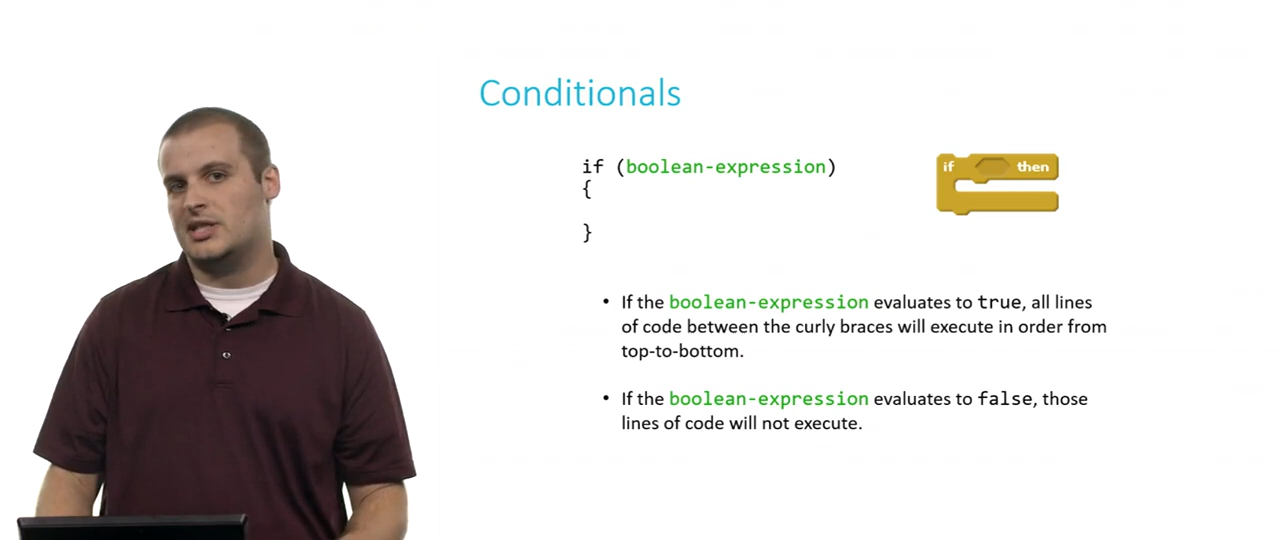 Conditionals
if (boolean-expression)
{
}
if then
• If the boolean-expression evaluates to true, all lines
of code between the curly braces will execute in order from
top-to-bottom.
• If the boolean-expression evaluates to false, those
lines of code will not execute.